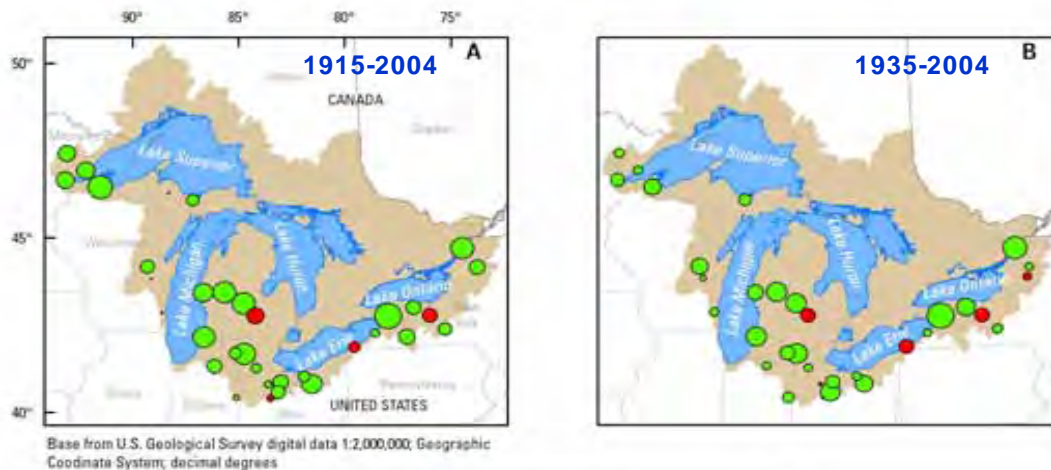 90° 85° 80° 75°
50°
A
1915-2004
CANADA
Lake Superior
45°
Lake Michigan
Lake Huron
Lake Ontario
Lake Erie
Pennsylvania
40°
UNITED STATES
Base from U.S. Geological Survey digital data 1:2,000,000; Geographic
Coodinate System; decimal degrees
B
1935-2004
Lake Superior
Lake Michigan
Lake Huron
Lake Ontario
Lake Erie